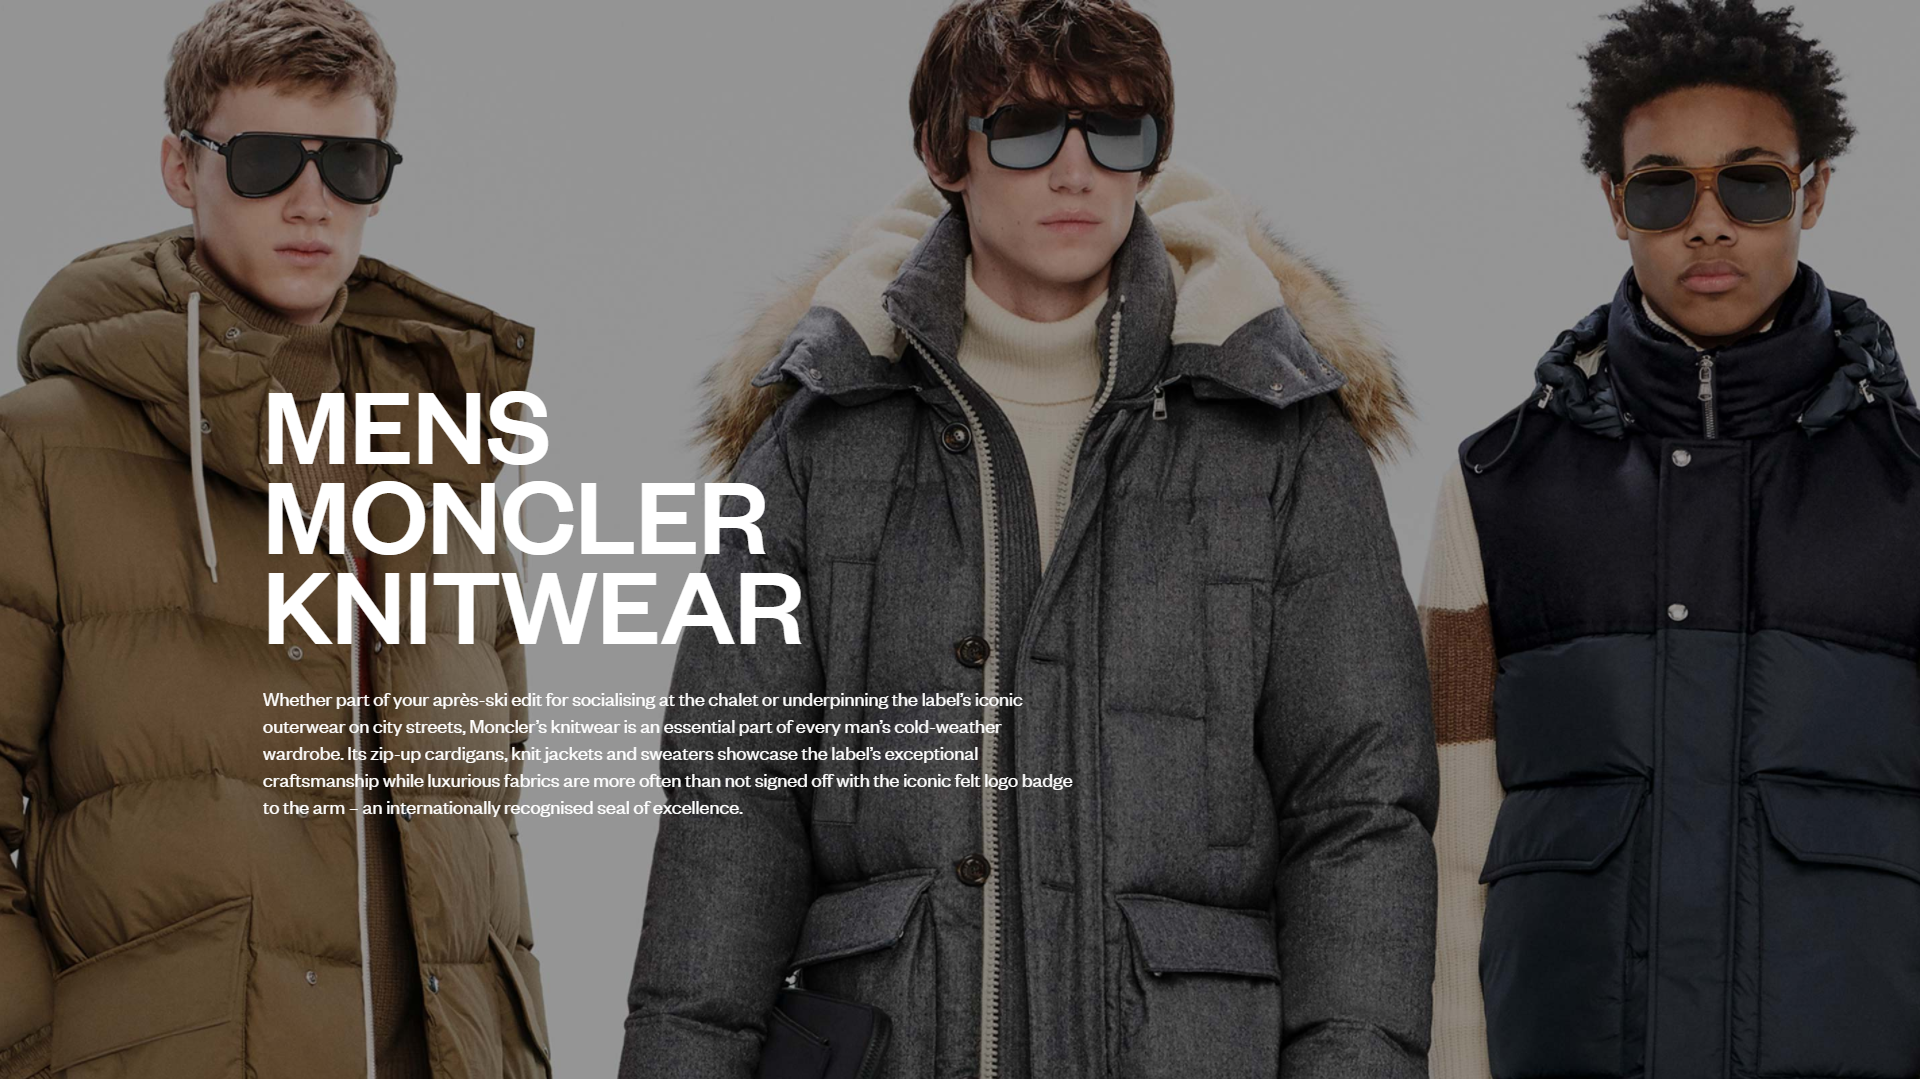 MENS
MONCLER
KNITWEAR
Whether part of your après-ski edit for socialising at the chalet or underpinning the label’s iconic
outerwear on city streets, Moncler’s knitwear is an essential part of every man’s cold-weather
wardrobe. Its zip-up cardigans, knit jackets and sweaters showcase the label’s exceptional
craftsmanship while luxurious fabrics are more often than not signed off with the iconic felt logo badge
to the arm – an internationally recognised seal of excellence.